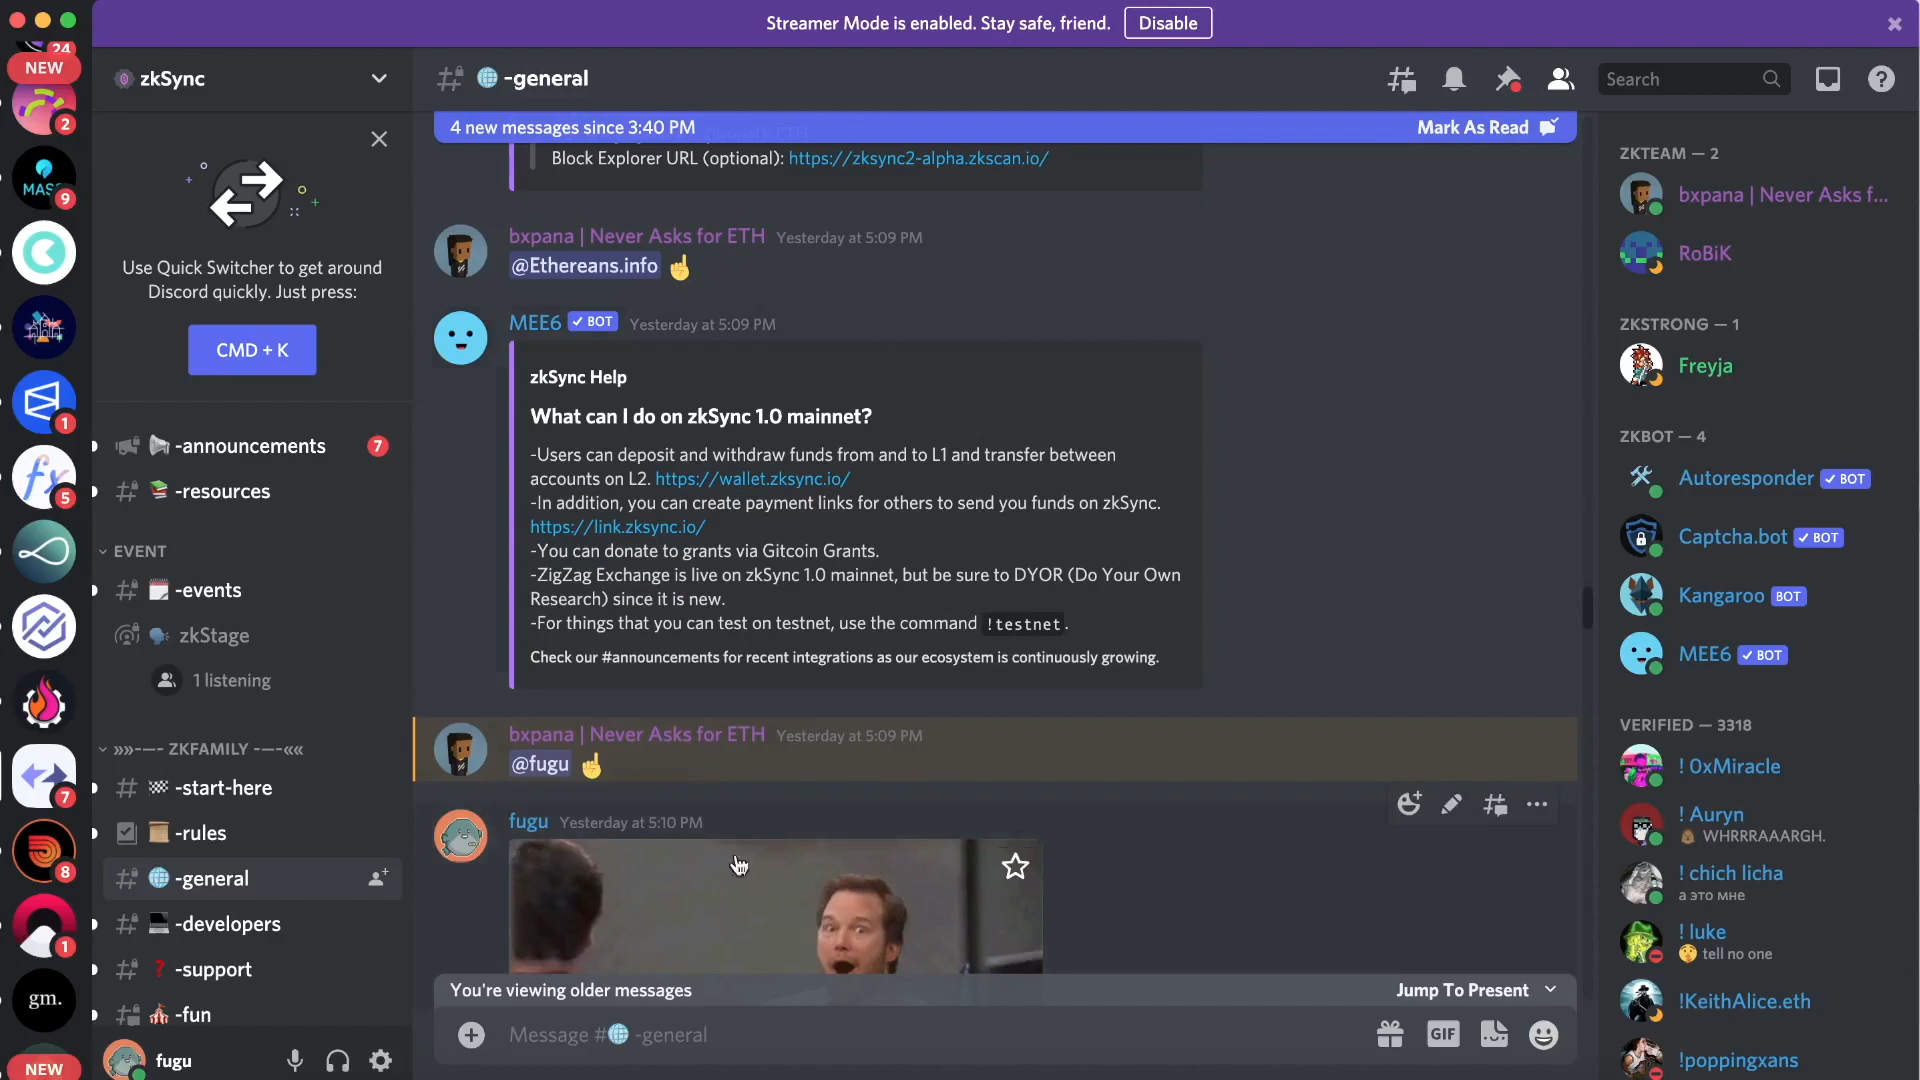 Streamer Mode is enabled. Stay safe, friend.
Disable
24
NEW
2
MASK
9
1
5
7
8
1
gm.
NEW
zkSync
Use Quick Switcher to get around
Discord quickly. Just press:
CMD + K
-announcements
7
-resources
EVENT
-events
zkStage
1 listening
»»-—- ZKFAMILY -—-««
-start-here
-rules
-general
-developers
-support
-fun
fugu
-general
Search
4 new messages since 3:40 PM
Mark As Read
Block Explorer URL (optional): https://zksync2-alpha.zkscan.io/
bxpana | Never Asks for ETH Yesterday at 5:09 PM
@Ethereans.info ☝
MEE6 ✓ BOT Yesterday at 5:09 PM
zkSync Help
What can I do on zkSync 1.0 mainnet?
-Users can deposit and withdraw funds from and to L1 and transfer between
accounts on L2. https://wallet.zksync.io/
-In addition, you can create payment links for others to send you funds on zkSync.
https://link.zksync.io/
-You can donate to grants via Gitcoin Grants.
-ZigZag Exchange is live on zkSync 1.0 mainnet, but be sure to DYOR (Do Your Own
Research) since it is new.
-For things that you can test on testnet, use the command !testnet.
Check our #announcements for recent integrations as our ecosystem is continuously growing.
bxpana | Never Asks for ETH Yesterday at 5:09 PM
@fugu ☝
fugu Yesterday at 5:10 PM
You're viewing older messages
Jump To Present
Message #🌐 -general
GIF
ZKTEAM — 2
bxpana | Never Asks f...
RoBiK
ZKSTRONG — 1
Freyja
ZKBOT — 4
Autoresponder ✓ BOT
Captcha.bot ✓ BOT
Kangaroo BOT
MEE6 ✓ BOT
VERIFIED — 3318
! 0xMiracle
! Auryn
WHRRRAAARGH.
! chich licha
а это мне
! luke
tell no one
!KeithAlice.eth
!poppingxans